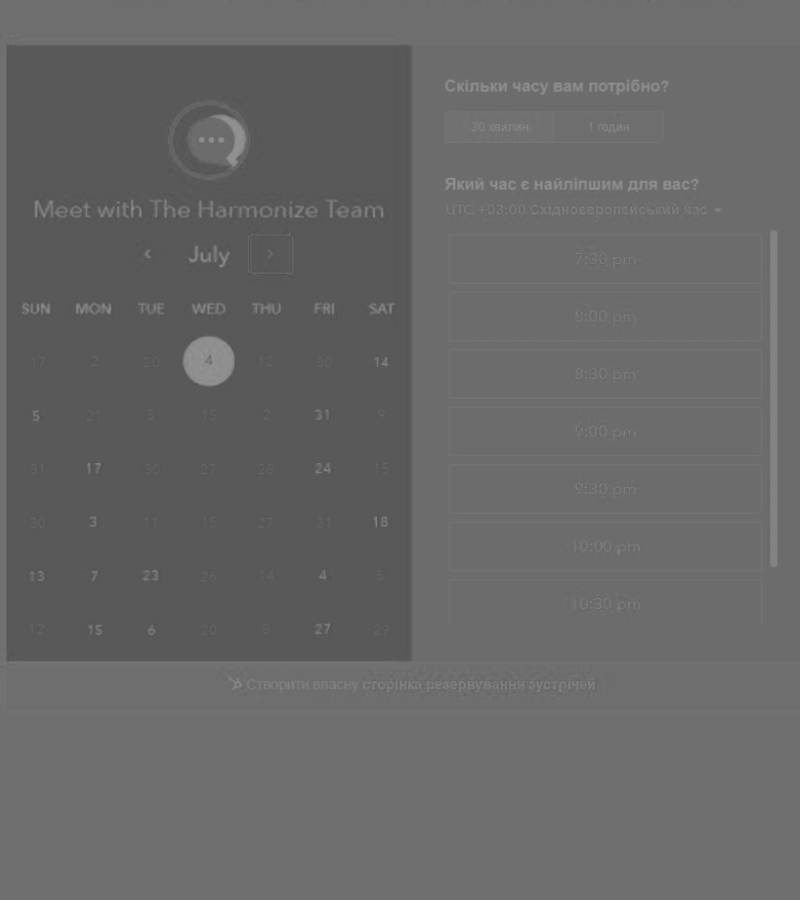 Meet with The Harmonize Team
July
SUN MON TUE WED THU FRI SAT
17 2 20 4 12 30 14
5 21 5 15 2 31 9
31 17 30 27 28 24 15
30 3 11 15 27 31 18
13 7 23 26 14 4 5
12 15 6 20 8 27 29
Скільки часу вам потрібно?
30 хвилин 1 годин
Який час є найліпшим для вас?
UTC +03:00 Східноєвропейський час
7:30 pm
8:00 pm
8:30 pm
9:00 pm
9:30 pm
10:00 pm
10:30 pm
Створити власну сторінка резервування зустрічей